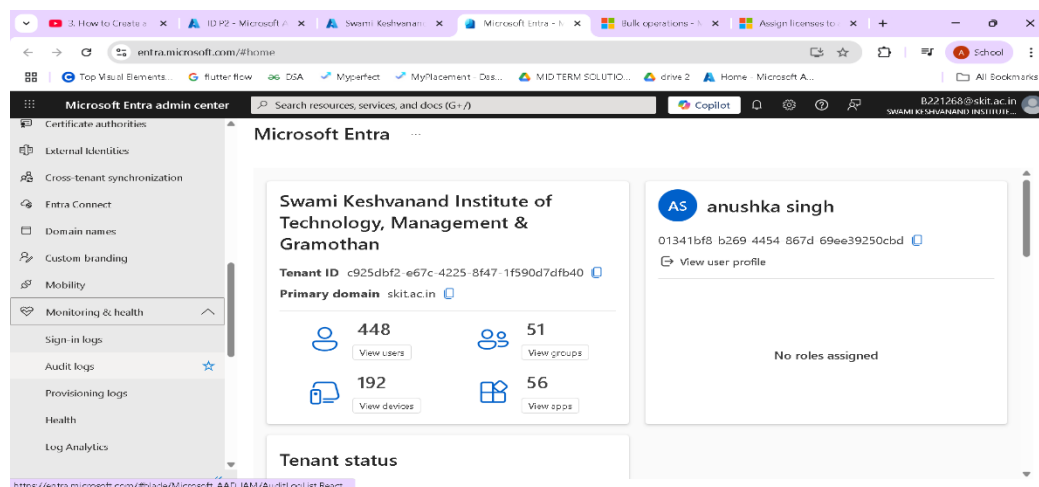 3. How to Create a
ID P2 - Microsoft A
Swami Keshvanan
Microsoft Entra - M
Bulk operations - M
Assign licenses to
entra.microsoft.com/#home
School
Top Visual Elements...
flutter flow
DSA
Myperfect
MyPlacement - Das...
MID TERM SOLUTIO...
drive 2
Home - Microsoft A...
All Bookmarks
Microsoft Entra admin center
Search resources, services, and docs (G+/)
Copilot
B221268@skit.ac.in
SWAMI KESHVANAND INSTITUTE...
Certificate authorities
External Identities
Cross-tenant synchronization
Entra Connect
Domain names
Custom branding
Mobility
Monitoring & health
Sign-in logs
Audit logs
Provisioning logs
Health
Log Analytics
Microsoft Entra ...
Swami Keshvanand Institute of
Technology, Management &
Gramothan
Tenant ID c925dbf2-e67c-4225-8f47-1f590d7dfb40
Primary domain skit.ac.in
448
View users
51
View groups
192
View devices
56
View apps
Tenant status
AS
anushka singh
01341bf8-b269-4454-867d-69ee39250cbd
View user profile
No roles assigned